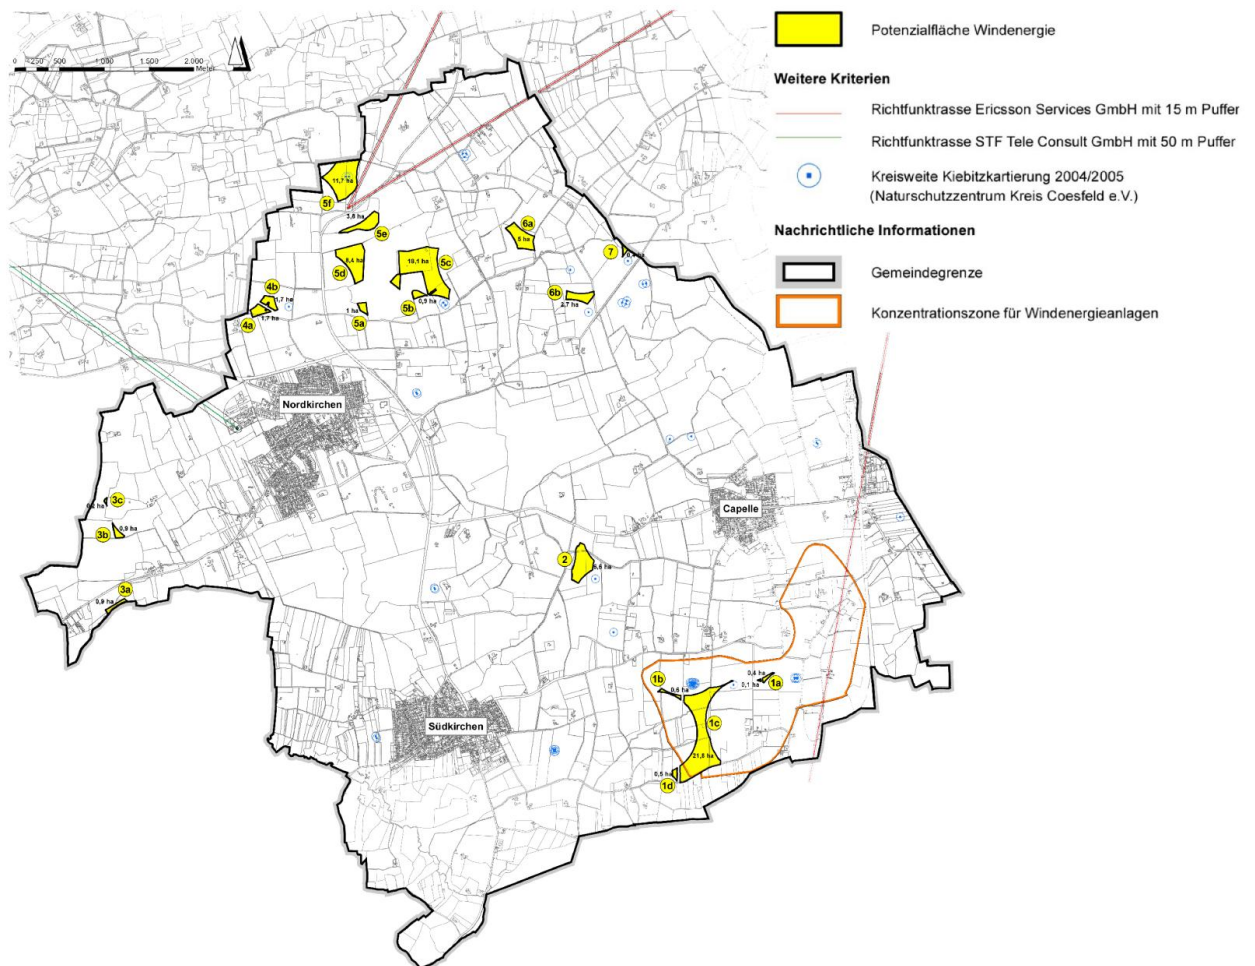 Potenzialfläche Windenergie
Weitere Kriterien
Richtfunktrasse Ericsson Services GmbH mit 15 m Puffer
Richtfunktrasse STF Tele Consult GmbH mit 50 m Puffer
Kreisweite Kiebitzkartierung 2004/2005
(Naturschutzzentrum Kreis Coesfeld e.V.)
Nachrichtliche Informationen
Gemeindegrenze
Konzentrationszone für Windenergieanlagen
0 250 500 1.000 1.500 2.000
Meter
11,7 ha
5f
3,6 ha
5e
6a
6 ha
7
5d
18,1 ha
5c
4b
1,7 ha
5b
0,9 ha
6b
2,7 ha
4a
1,7 ha
1 ha
5a
Nordkirchen
3c
3b
0,9 ha
Capelle
2
3a
0,9 ha
1b
0,6 ha
0,4 ha
0,1 ha
1a
1c
Südkirchen
21,8 ha
0,5 ha
1d